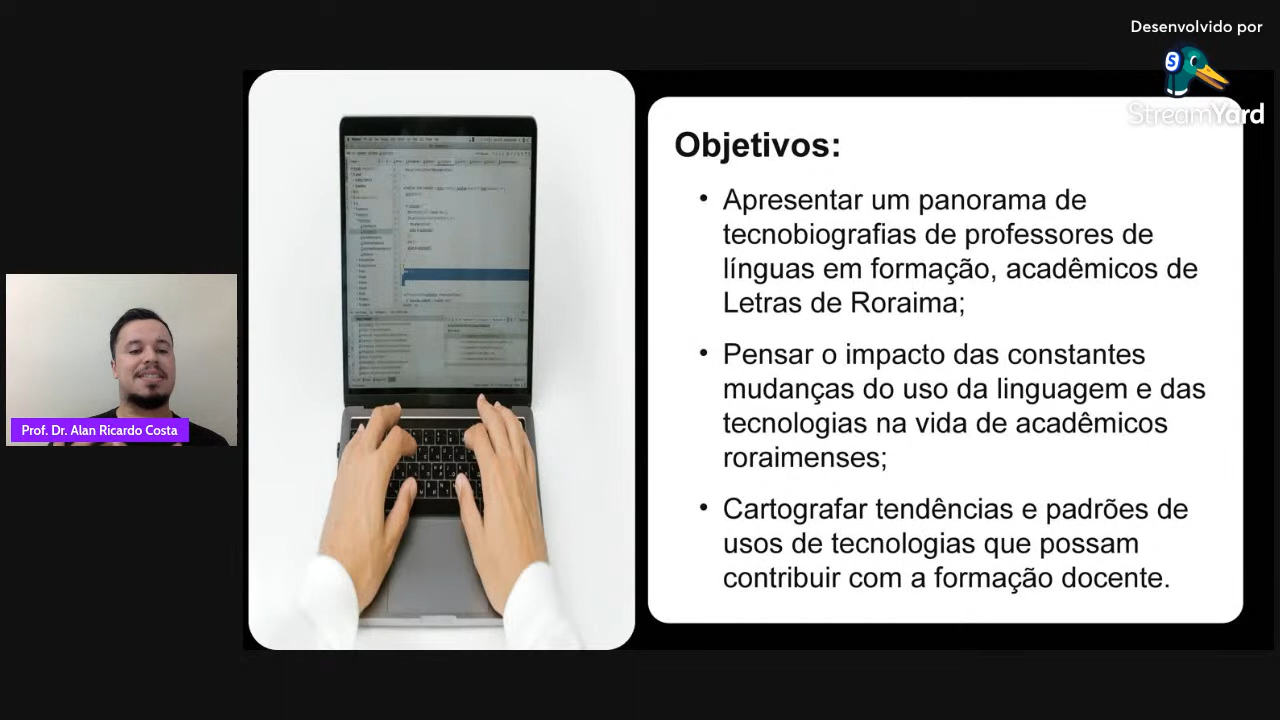 Desenvolvido por
StreamYard
Objetivos:
• Apresentar um panorama de
tecnobiografias de professores de
línguas em formação, acadêmicos de
Letras de Roraima;
• Pensar o impacto das constantes
mudanças do uso da linguagem e das
tecnologias na vida de acadêmicos
roraimenses;
• Cartografar tendências e padrões de
usos de tecnologias que possam
contribuir com a formação docente.
Prof. Dr. Alan Ricardo Costa